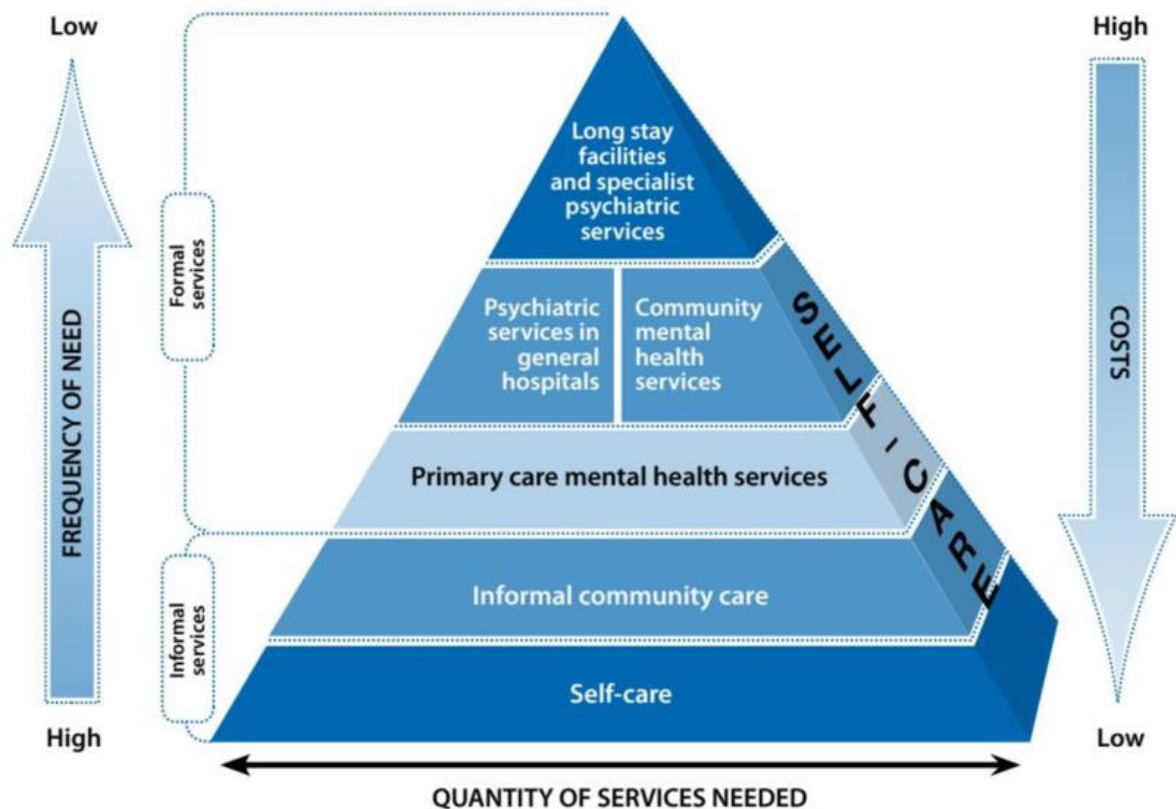 Low
High
Long stay
facilities
and specialist
psychiatric
services
Formal
services
FREQUENCY OF NEED
Psychiatric
services in
general
hospitals
Community
mental
health
services
SELF-CARE
COSTS
Primary care mental health services
Informal
services
Informal community care
Self-care
High
Low
QUANTITY OF SERVICES NEEDED